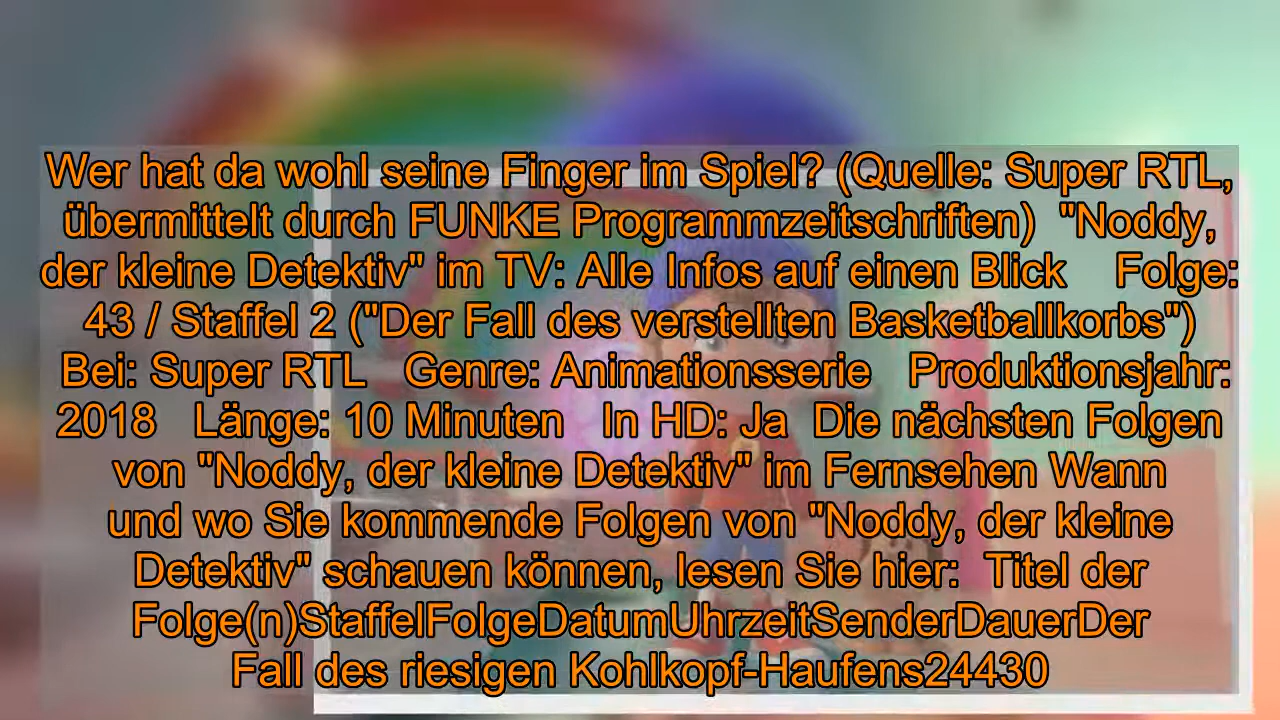 Wer hat da wohl seine Finger im Spiel? (Quelle: Super RTL,
übermittelt durch FUNKE Programmzeitschriften)  "Noddy,
der kleine Detektiv" im TV: Alle Infos auf einen Blick    Folge:
43 / Staffel 2 ("Der Fall des verstellten Basketballkorbs")
Bei: Super RTL   Genre: Animationsserie   Produktionsjahr:
2018   Länge: 10 Minuten   In HD: Ja  Die nächsten Folgen
von "Noddy, der kleine Detektiv" im Fernsehen Wann
und wo Sie kommende Folgen von "Noddy, der kleine
Detektiv" schauen können, lesen Sie hier:  Titel der
Folge(n)StaffelFolgeDatumUhrzeitSenderDauerDer
Fall des riesigen Kohlkopf-Haufens24430